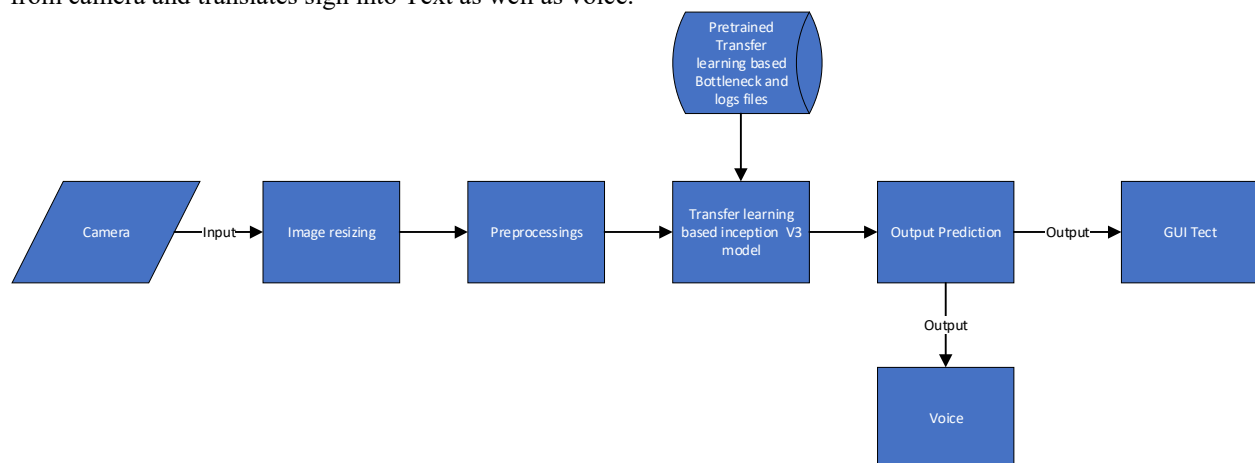 from camera and translates sign into Text as well as voice.
Pretrained
Transfer
learning based
Bottleneck and
logs files
Camera
Input
Image resizing
Preprocessings
Transfer learning
based inception V3
model
Output Prediction
Output
GUI Tect
Output
Voice